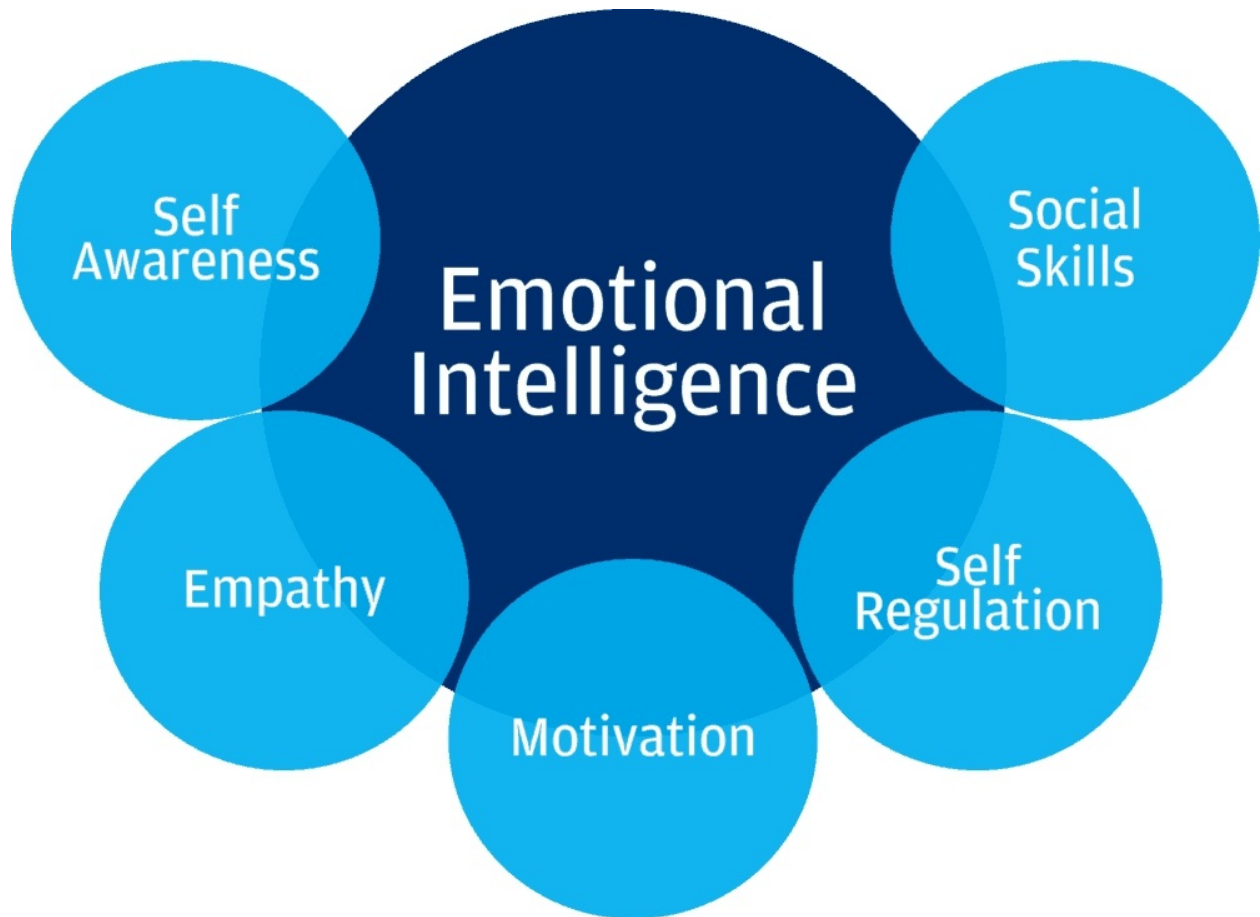 Self
Awareness
Emotional
Intelligence
Social
Skills
Empathy
Self
Regulation
Motivation